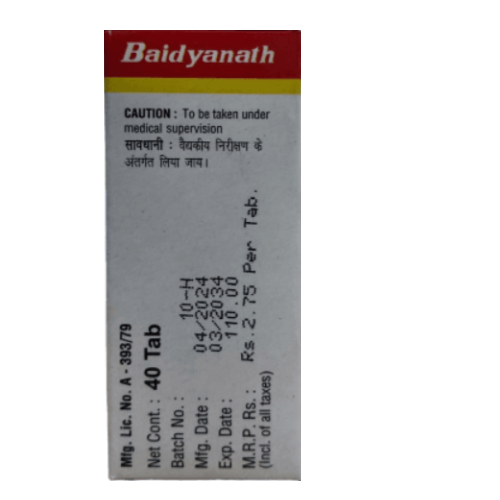 Baidyanath
CAUTION : To be taken under
medical supervision
सावधानी : वैद्यकीय निरीक्षण के
अंतर्गत लिया जाय।
Mfg. Lic. No. A - 393/79
Net Cont. : 40 Tab
Batch No. : 10-H
Mfg. Date : 04/2024
Exp. Date : 03/2034
M.R.P. Rs. : 110.00
(Incl. of all taxes) Rs.2.75 Per Tab.